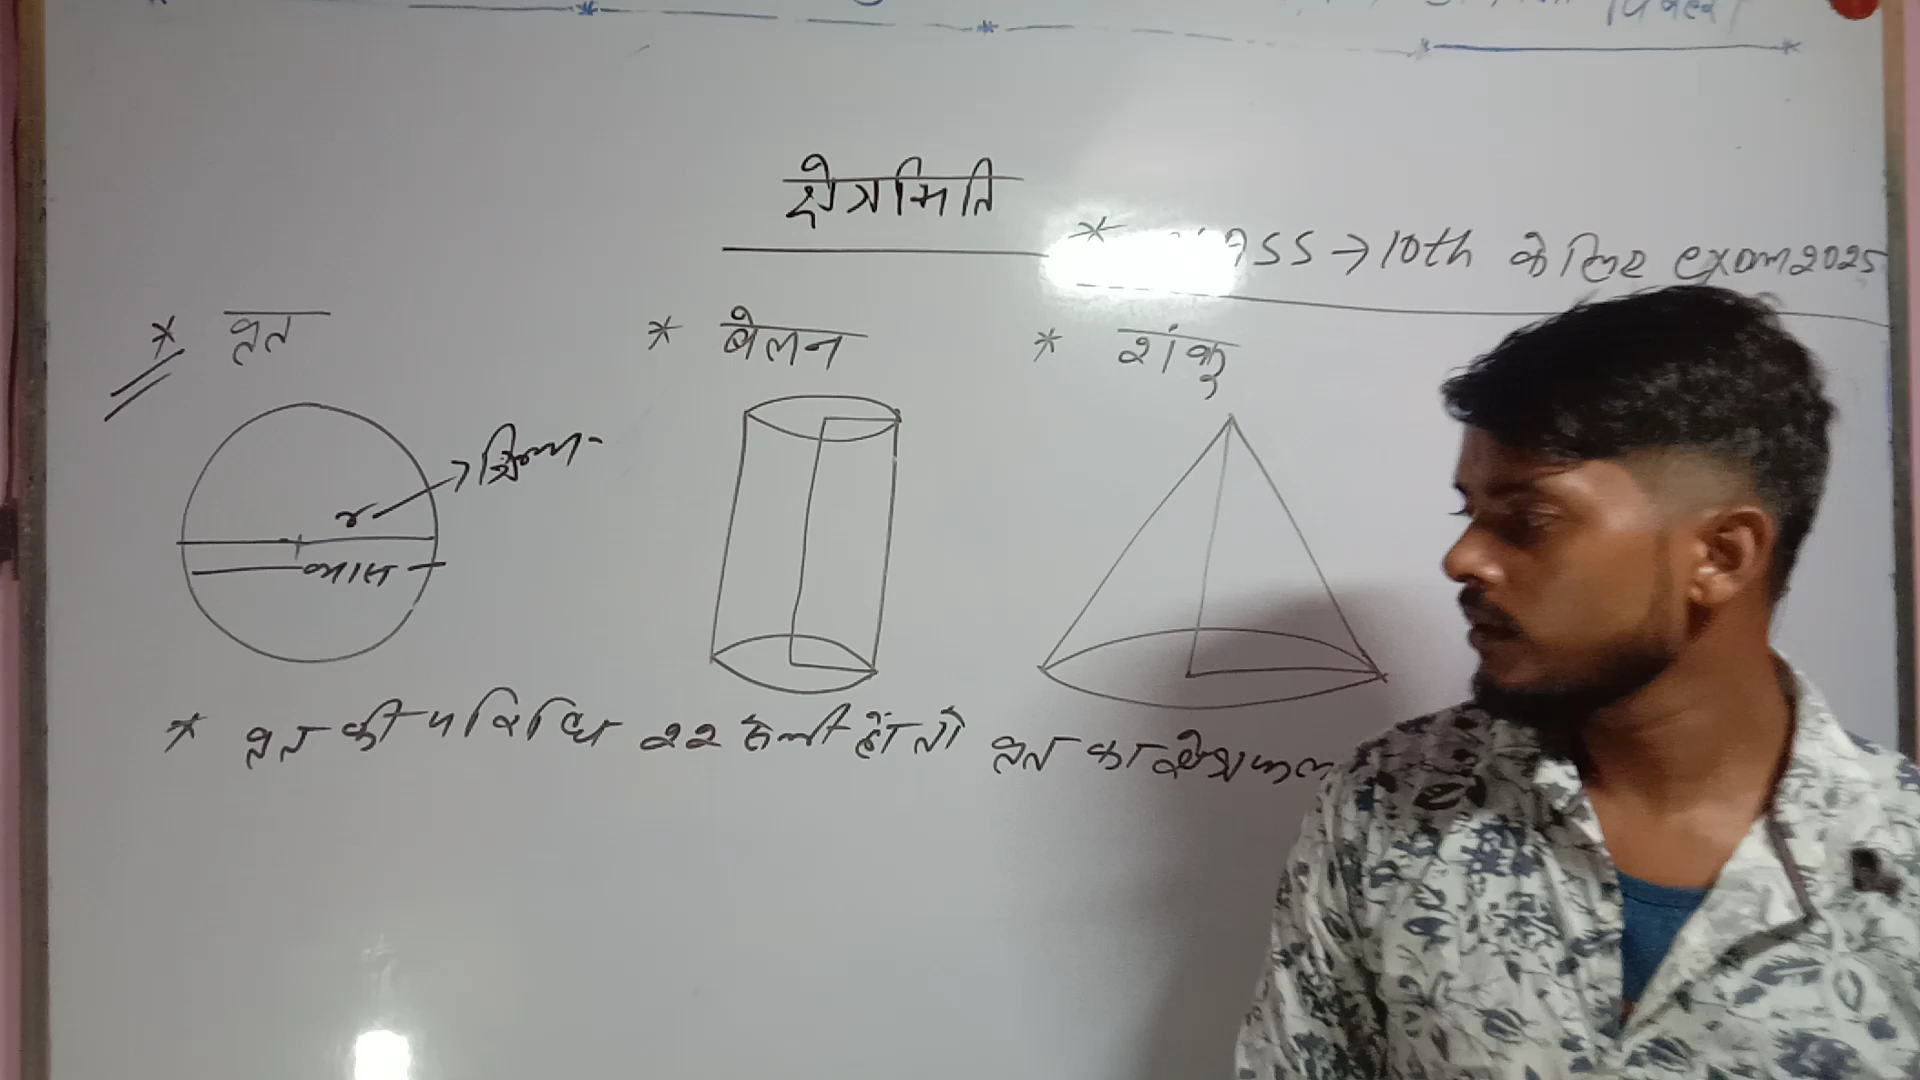 क्षेत्रमिति
* class → 10th के लिए exam 2025
* वृत * बेलन * शंकु
→ त्रिज्या
r
व्यास
* वृत की परिधि 22 सेमी हैं तो वृत का क्षेत्रफल